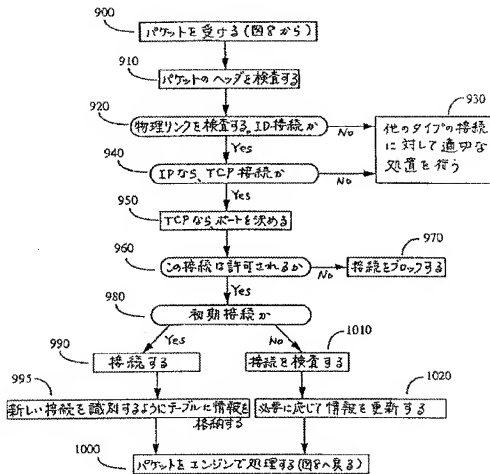 900
パケットを受ける(図8から)
910
パケットのヘッダを検査する
920
物理リンクを検査する。ID接続か
No
930
他のタイプの接続
に対して適切な
処置を行う
Yes
940
IPなら、TCP接続か
No
Yes
950
TCPなら、ポートを決める
960
この接続は許可されるか
No
970
接続をブロックする
Yes
980
初期接続か
Yes
No
990
接続する
1010
接続を検査する
995
新しい接続を識別するようにテーブルに情報を
格納する
1020
必要に応じて情報を更新する
1000
パケットをエンジンで処理する(図8へ戻る)